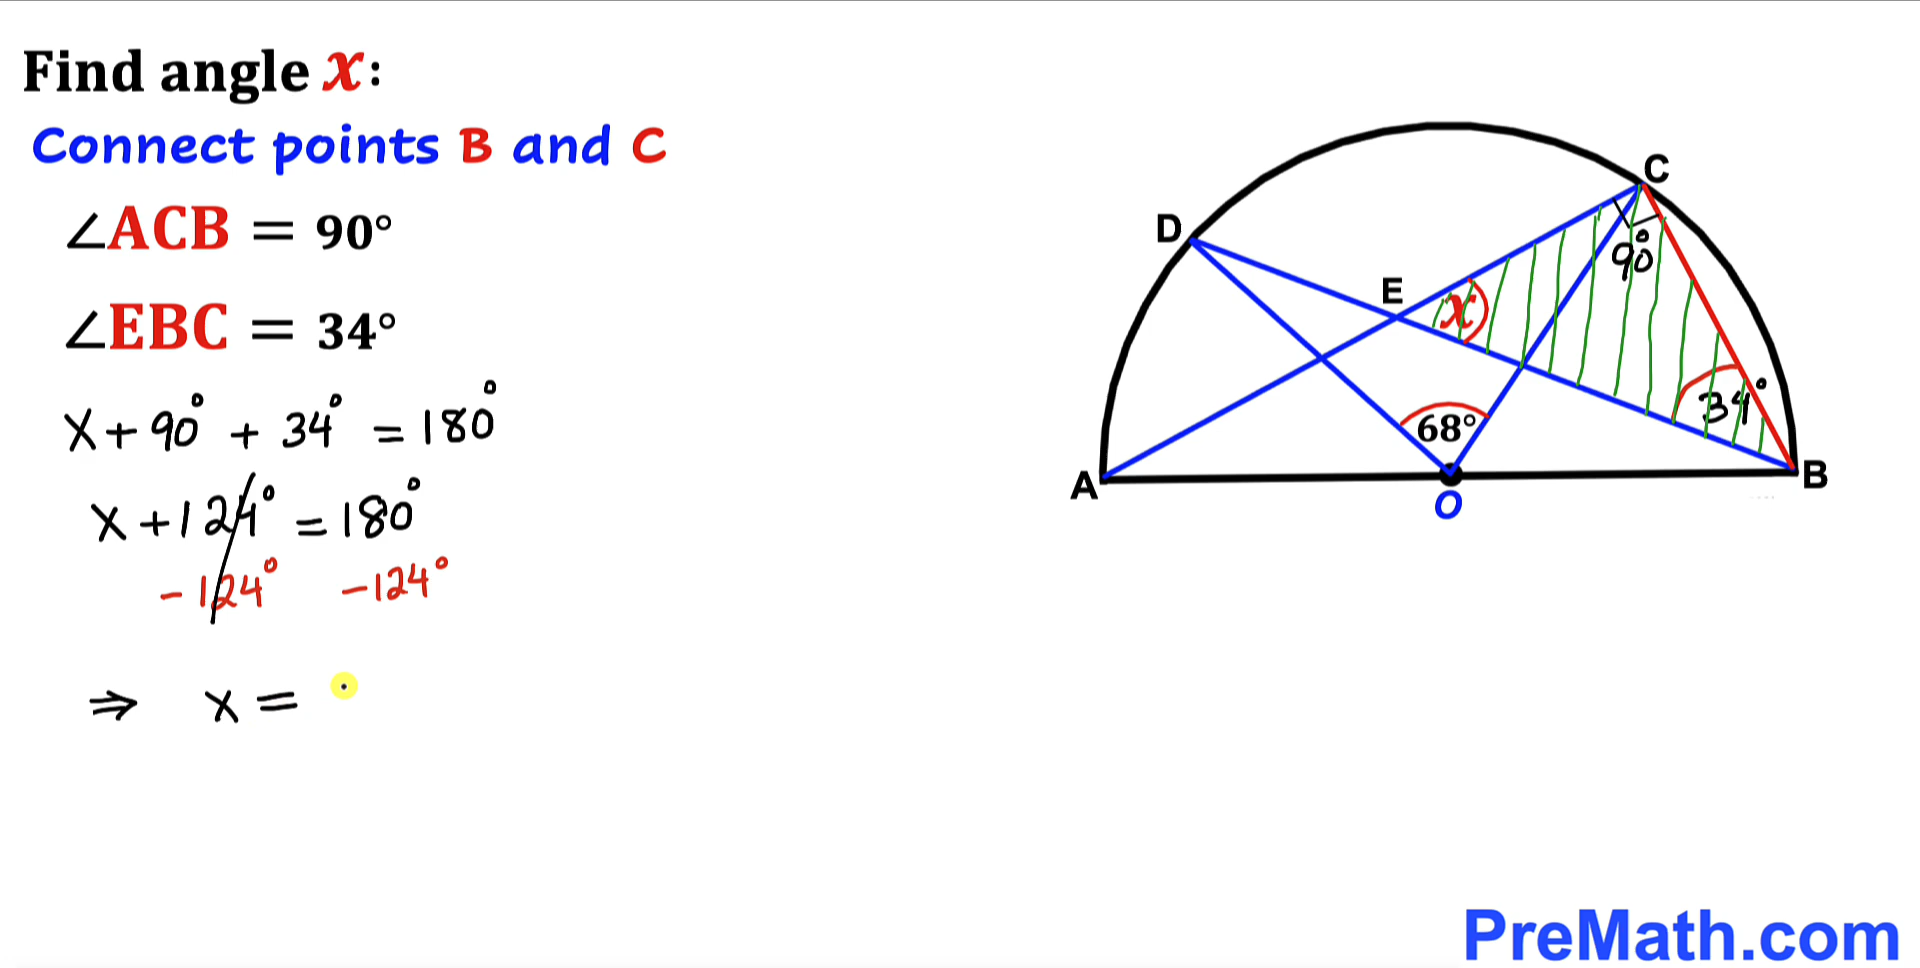 Find angle x:
Connect points B and C
∠ACB = 90°
∠EBC = 34°
x + 90° + 34° = 180°
x + 124° = 180°
-124° -124°
⇒ x =
C
D
90°
E
x
34°
68°
A
B
O
PreMath.com